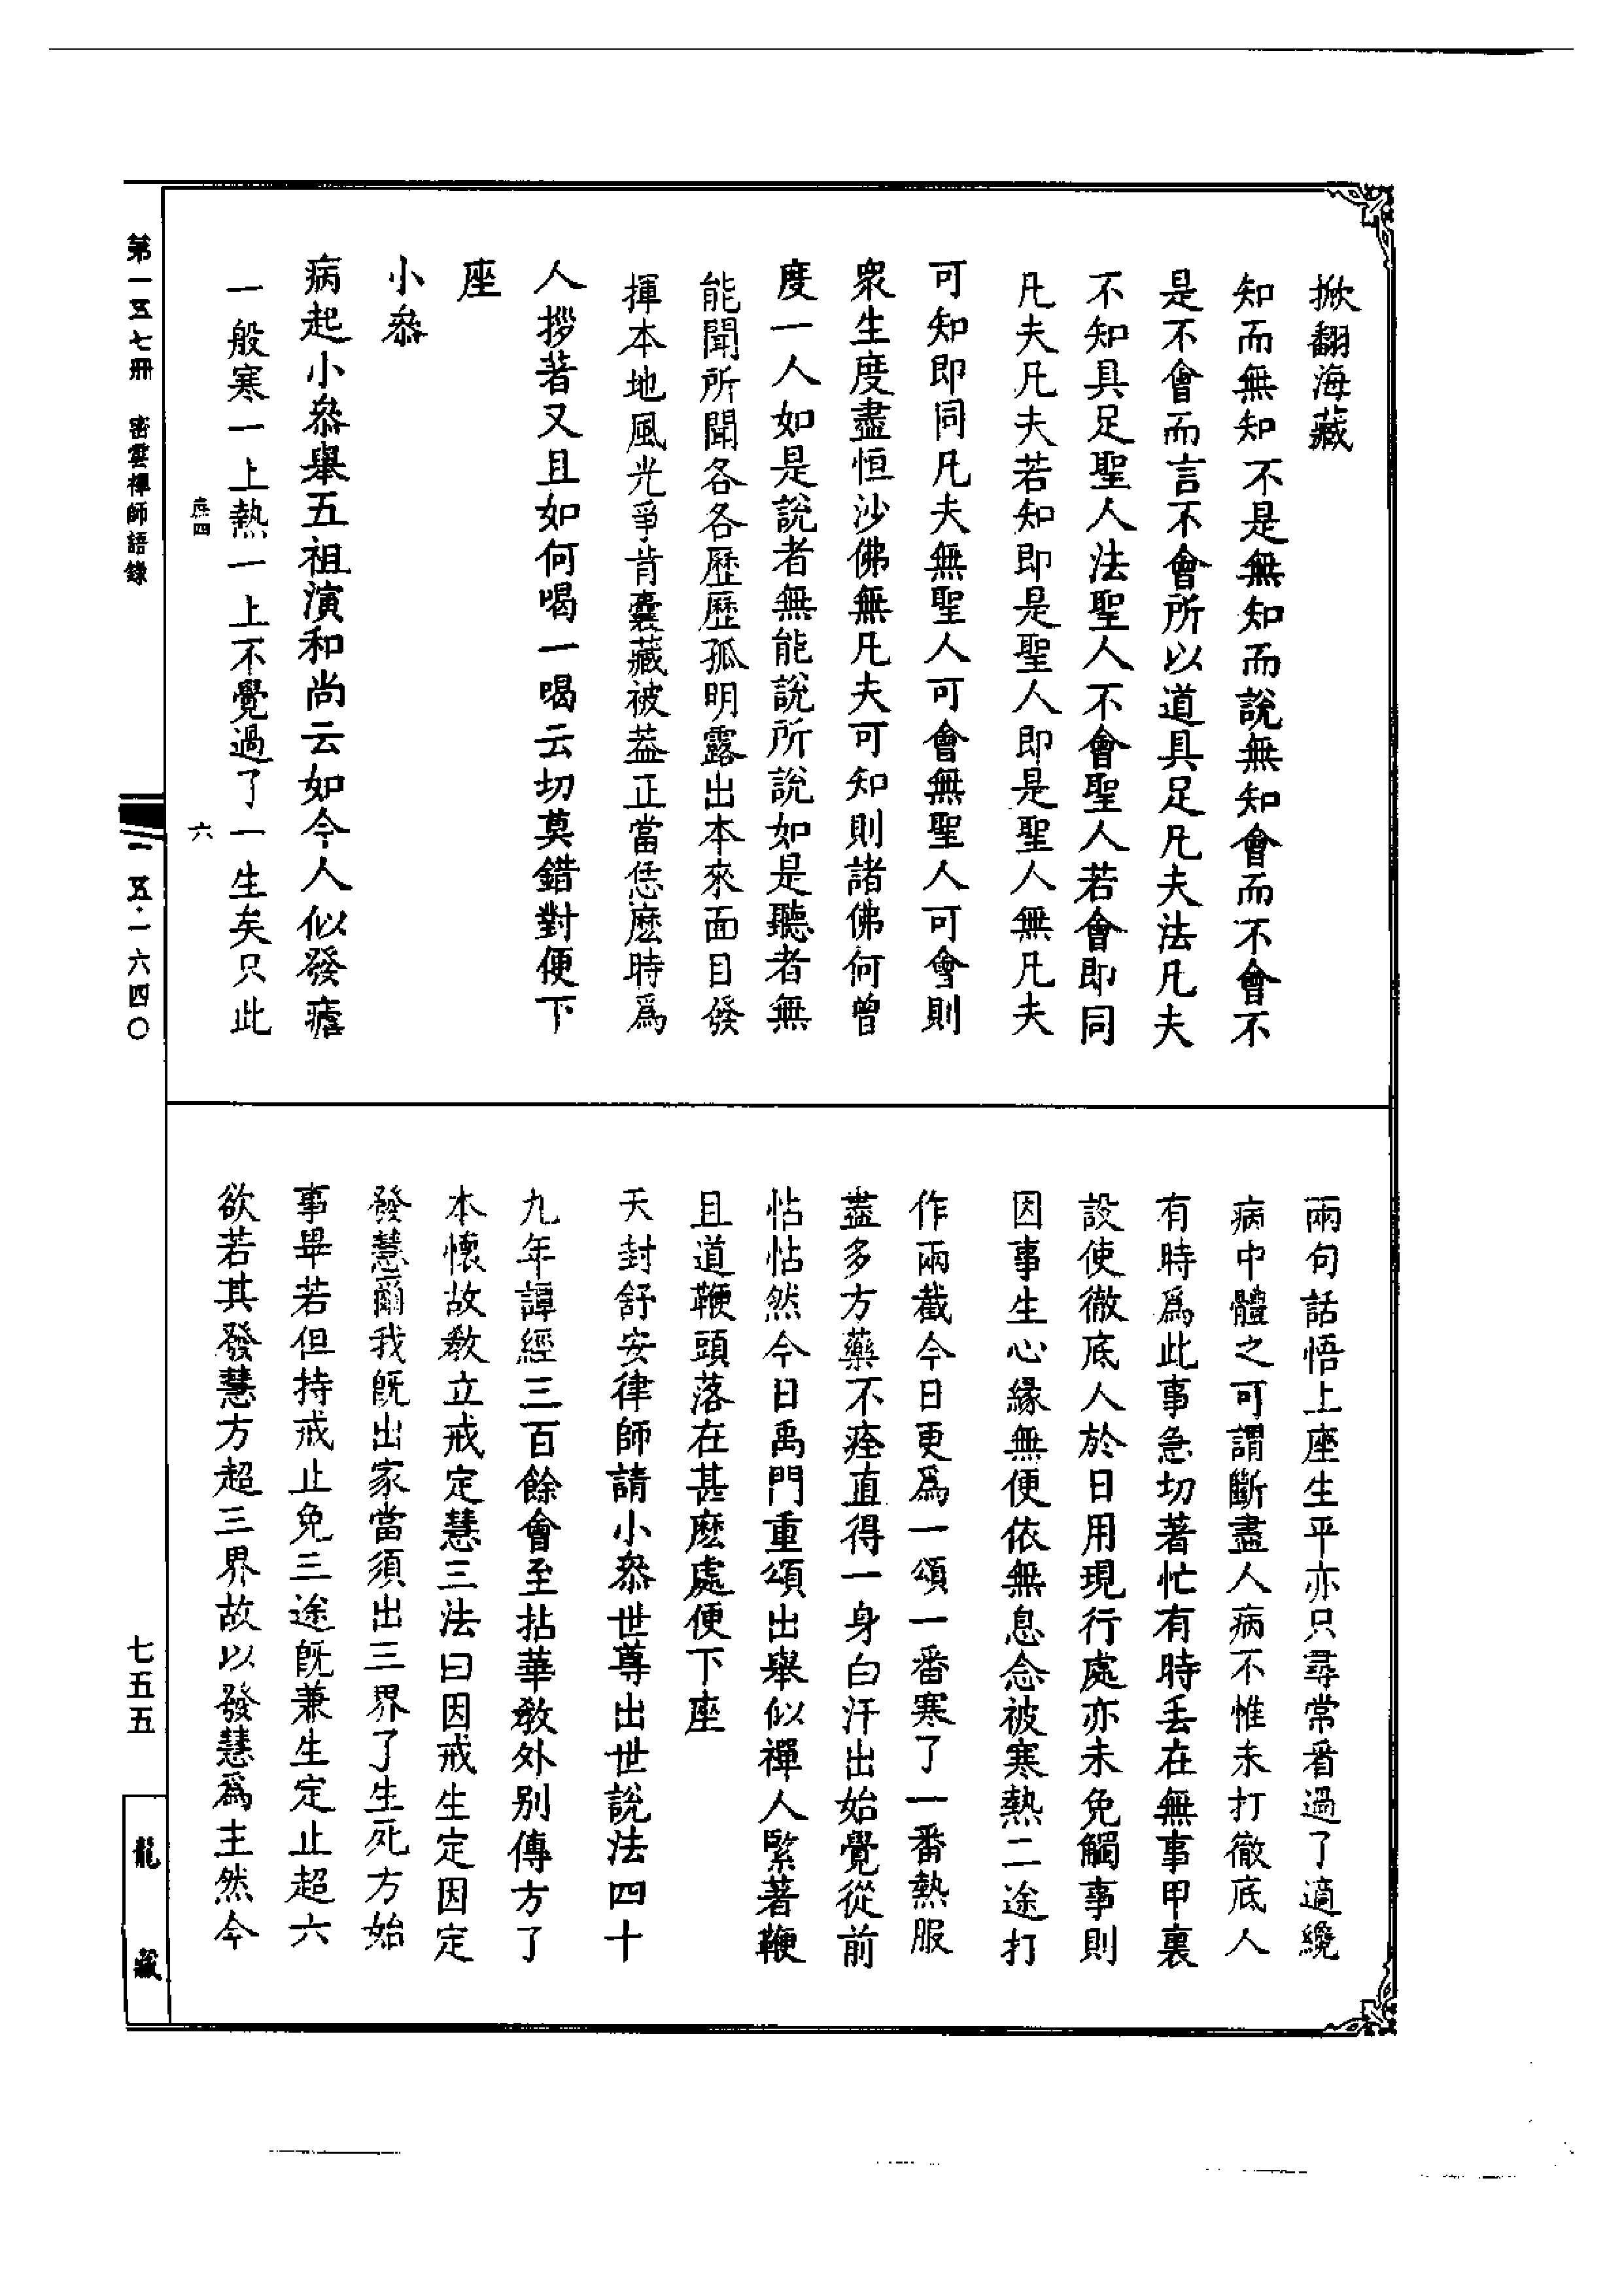 掀翻海藏
知而無知不是無知而說無知會而不會不
是不會而言不會所以道具足凡夫法凡夫
不知具足聖人法聖人不會聖人若會即同
凡夫凡夫若知即是聖人即是聖人無凡夫
可知即同凡夫無聖人可會無聖人可會則
衆生度盡恒沙佛無凡夫可知則諸佛何曾
度一人如是說者無能說所說如是聽者無
能聞所聞各各歷歷孤明露出本來面目發
揮本地風光爭肯囊藏被葢正當恁麽時爲
人拶著又且如何喝一喝云切莫錯對便下
座
小叅
病起小叅舉五祖演和尚云如今人似發瘧
一般寒一上熱一上不覺過了一生矣只此
兩句話悟上座生平亦只尋常看過了適纔
病中體之可謂斷盡人病不惟未打徹底人
有時爲此事急切著忙有時丢在無事甲裏
設使徹底人於日用現行處亦未免觸事則
因事生心緣無便依無息念被寒熱二途打
作兩截今日更爲一頌一番寒了一番熱服
盡多方藥不痊直得一身白汗出始覺從前
怗怗然今日禹門重頌出舉似禪人緊著鞭
且道鞭頭落在甚麽處便下座
天封舒安律師請小叅世尊出世說法四十
九年譚經三百餘會至拈華教外別傳方了
本懷故教立戒定慧三法曰因戒生定因定
發慧爾我旣出家當須出三界了生死方始
事畢若但持戒止免三途旣兼生定止超六
欲若其發慧方超三界故以發慧爲主然今
庶四
六
第一五七冊 密雲禪師語錄
一五·一六四〇
七五五
龍藏